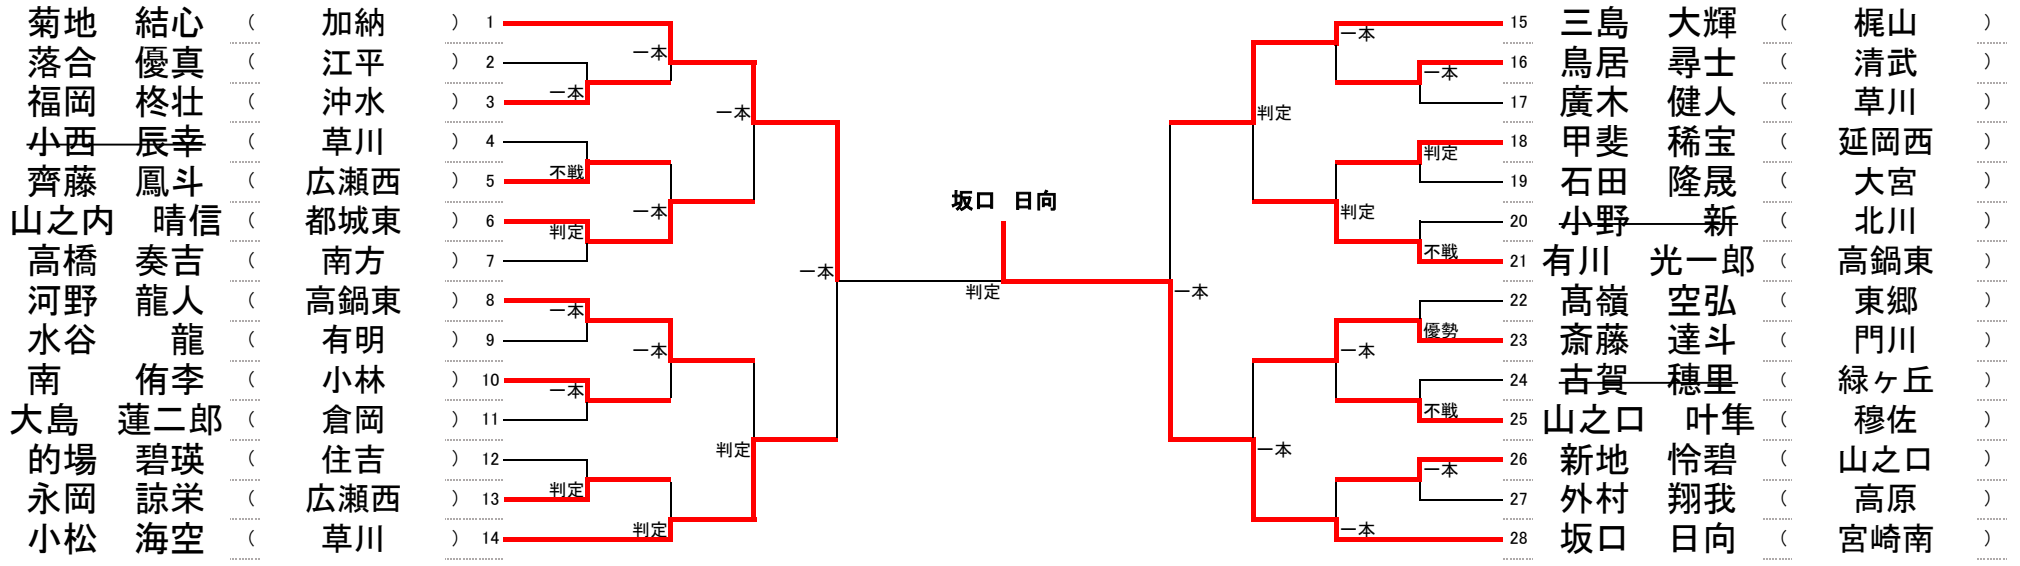 菊地 結心 ( 加納 ) 1
落合 優真 ( 江平 ) 2
福岡 柊壮 ( 沖水 ) 3
小西 辰幸 ( 草川 ) 4
齊藤 鳳斗 ( 広瀬西 ) 5
山之内 晴信 ( 都城東 ) 6
高橋 奏吉 ( 南方 ) 7
河野 龍人 ( 高鍋東 ) 8
水谷 龍 ( 有明 ) 9
南 侑李 ( 小林 ) 10
大島 蓮二郎 ( 倉岡 ) 11
的場 碧瑛 ( 住吉 ) 12
永岡 諒栄 ( 広瀬西 ) 13
小松 海空 ( 草川 ) 14
一本
不戦
判定
一本
一本
判定
一本
一本
一本
判定
一本
判定
一本
坂口 日向
判定
一本
判定
一本
判定
一本
一本
一本
一本
一本
判定
不戦
優勢
不戦
一本
15 三島 大輝 ( 梶山 )
16 鳥居 尋士 ( 清武 )
17 廣木 健人 ( 草川 )
18 甲斐 稀宝 ( 延岡西 )
19 石田 隆晟 ( 大宮 )
20 小野 新 ( 北川 )
21 有川 光一郎 ( 高鍋東 )
22 髙嶺 空弘 ( 東郷 )
23 斎藤 達斗 ( 門川 )
24 古賀 穂里 ( 緑ヶ丘 )
25 山之口 叶隼 ( 穆佐 )
26 新地 怜碧 ( 山之口 )
27 外村 翔我 ( 高原 )
28 坂口 日向 ( 宮崎南 )